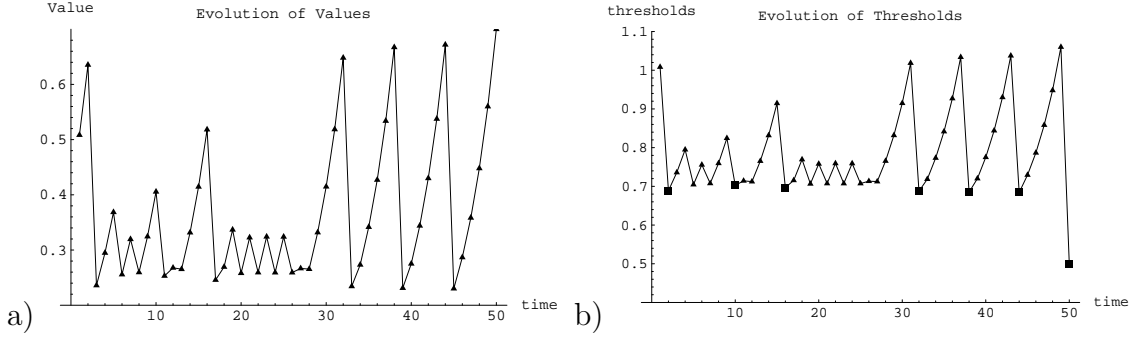 Value
Evolution of Values
0.6
0.5
0.4
0.3
10
20
30
40
50
time
a)
thresholds
Evolution of Thresholds
1.1
1
0.9
0.8
0.7
0.6
0.5
10
20
30
40
50
time
b)